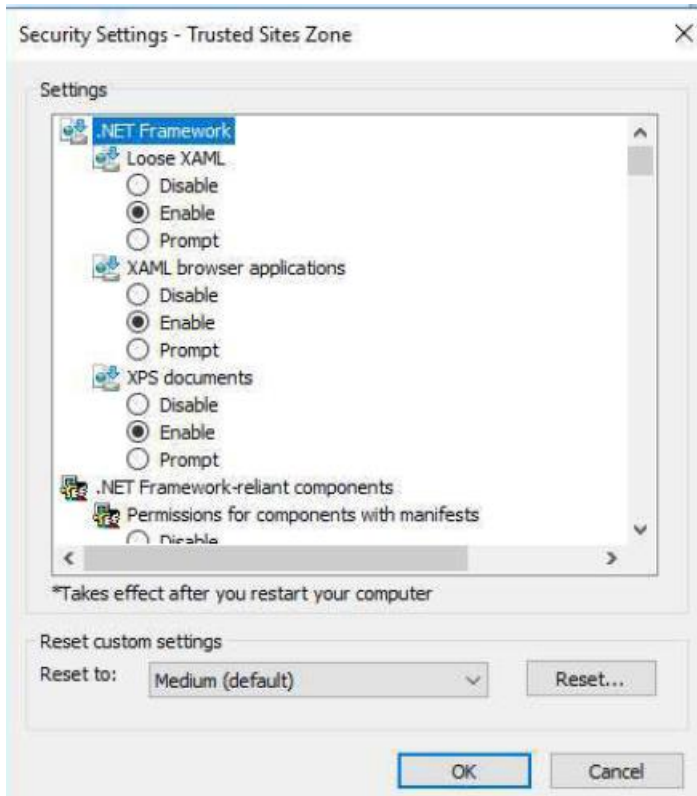 Security Settings - Trusted Sites Zone
Settings
.NET Framework
Loose XAML
Disable
Enable
Prompt
XAML browser applications
Disable
Enable
Prompt
XPS documents
Disable
Enable
Prompt
.NET Framework-reliant components
Permissions for components with manifests
Disable
*Takes effect after you restart your computer
Reset custom settings
Reset to: Medium (default) Reset...
OK Cancel